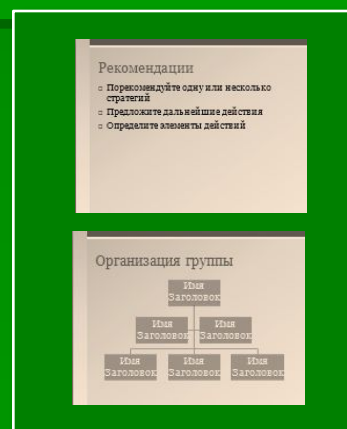 Рекомендации
▫ Порекомендуйте одну или несколько
стратегий
▫ Предложите дальнейшие действия
▫ Определите элементы действий
Организация группы
Имя
Заголовок
Имя Имя
Заголовок Заголовок
Имя Имя Имя
Заголовок Заголовок Заголовок